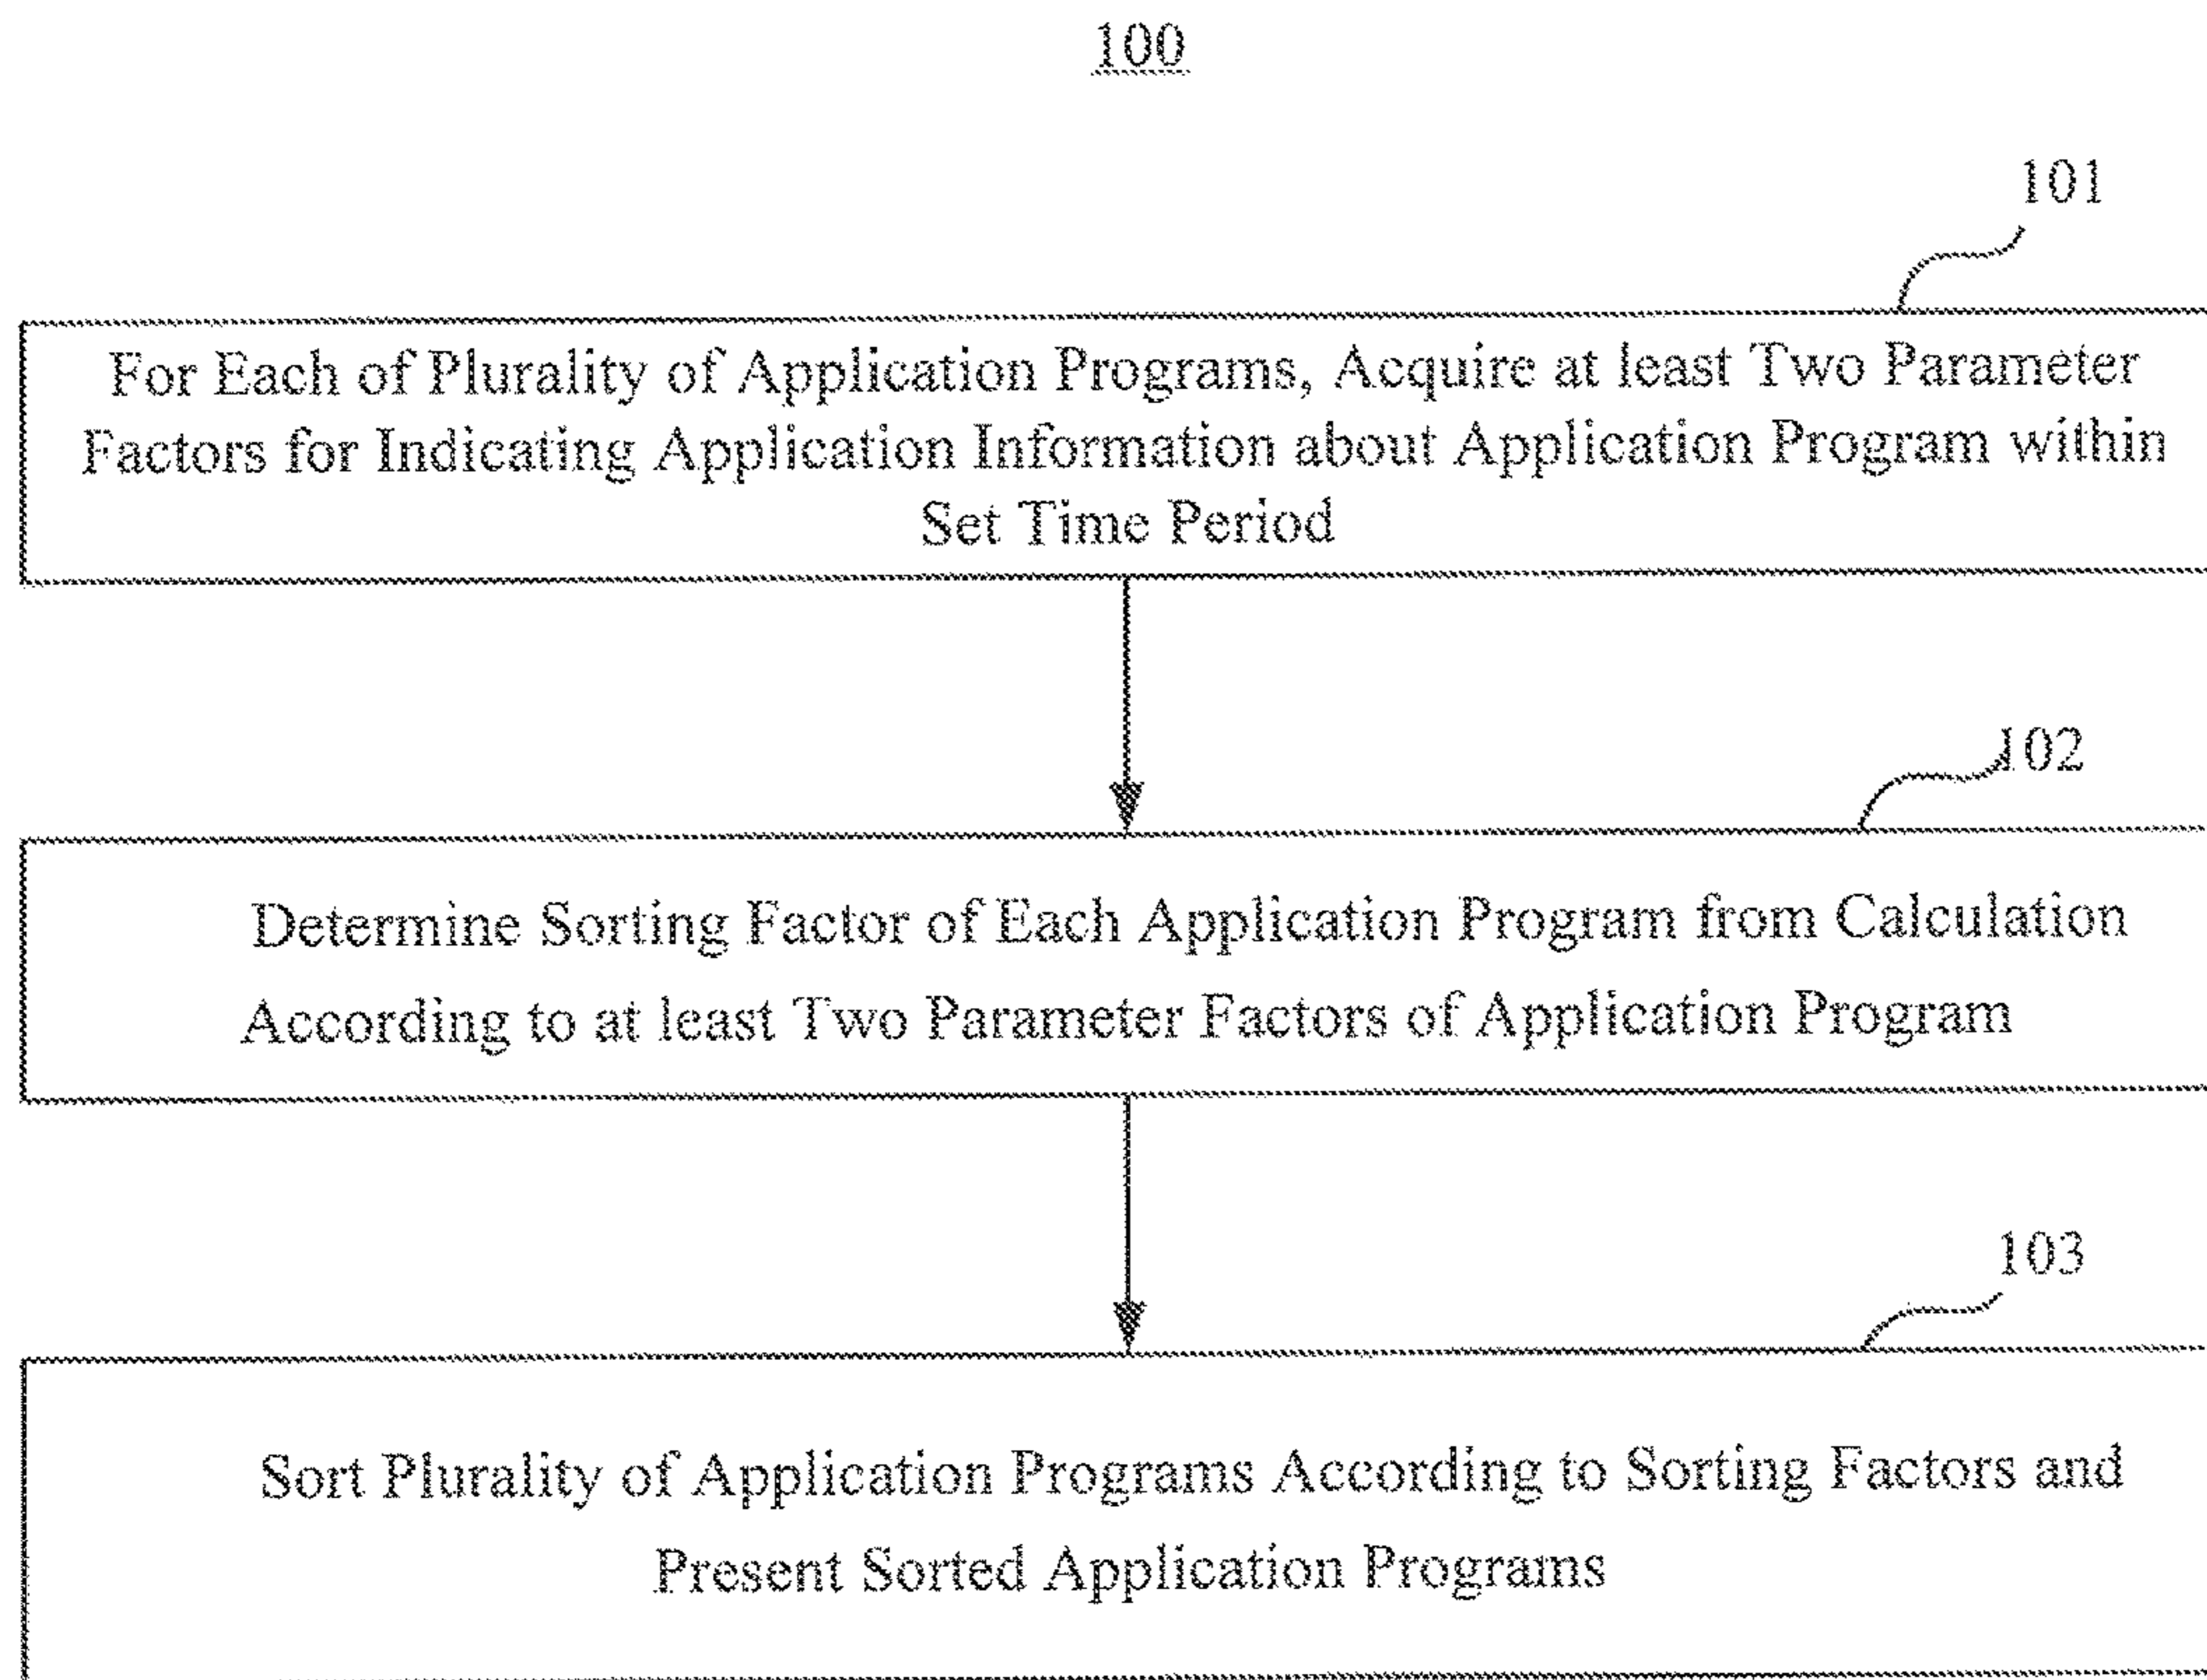 100
101
For Each of Plurality of Application Programs, Acquire at least Two Parameter
Factors for Indicating Application Information about Application Program within
Set Time Period
102
Determine Sorting Factor of Each Application Program from Calculation
According to at least Two Parameter Factors of Application Program
103
Sort Plurality of Application Programs According to Sorting Factors and
Present Sorted Application Programs